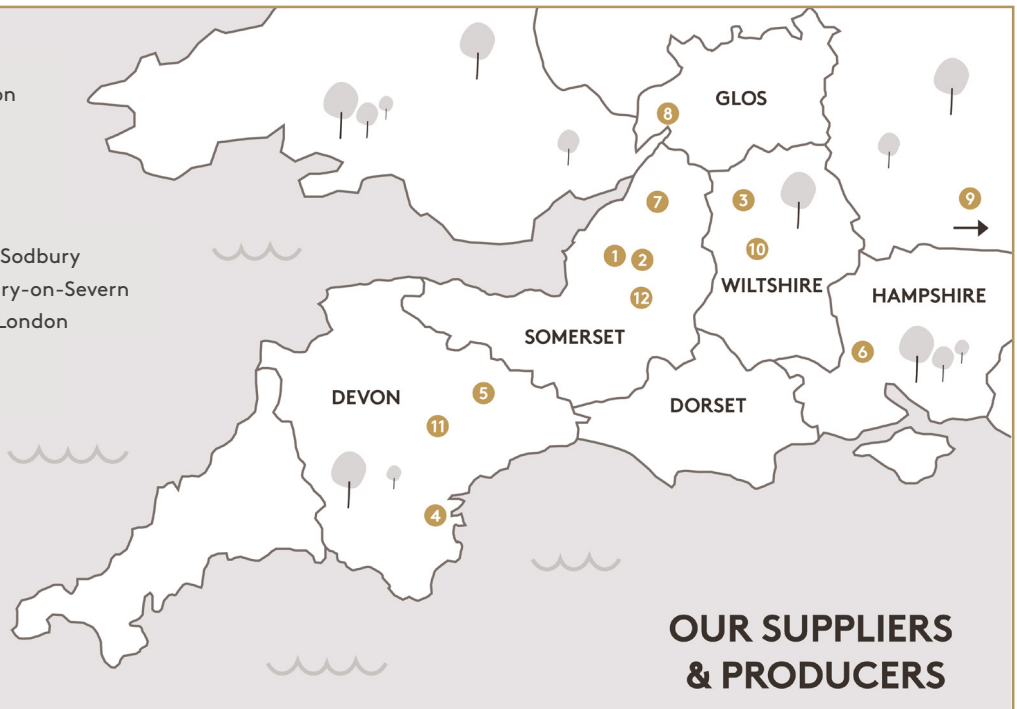 on
Sodbury
ry-on-Severn
London
GLOS
8
7
3
9
10
1
2
12
WILTSHIRE
HAMPSHIRE
SOMERSET
6
5
DEVON
DORSET
11
4
OUR SUPPLIERS
& PRODUCERS